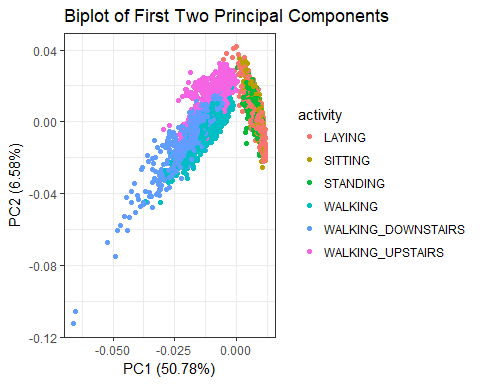 Biplot of First Two Principal Components
0.04
0.00
-0.04
-0.08
-0.12
PC2 (6.58%)
-0.050
-0.025
0.000
PC1 (50.78%)
activity
LAYING
SITTING
STANDING
WALKING
WALKING_DOWNSTAIRS
WALKING_UPSTAIRS